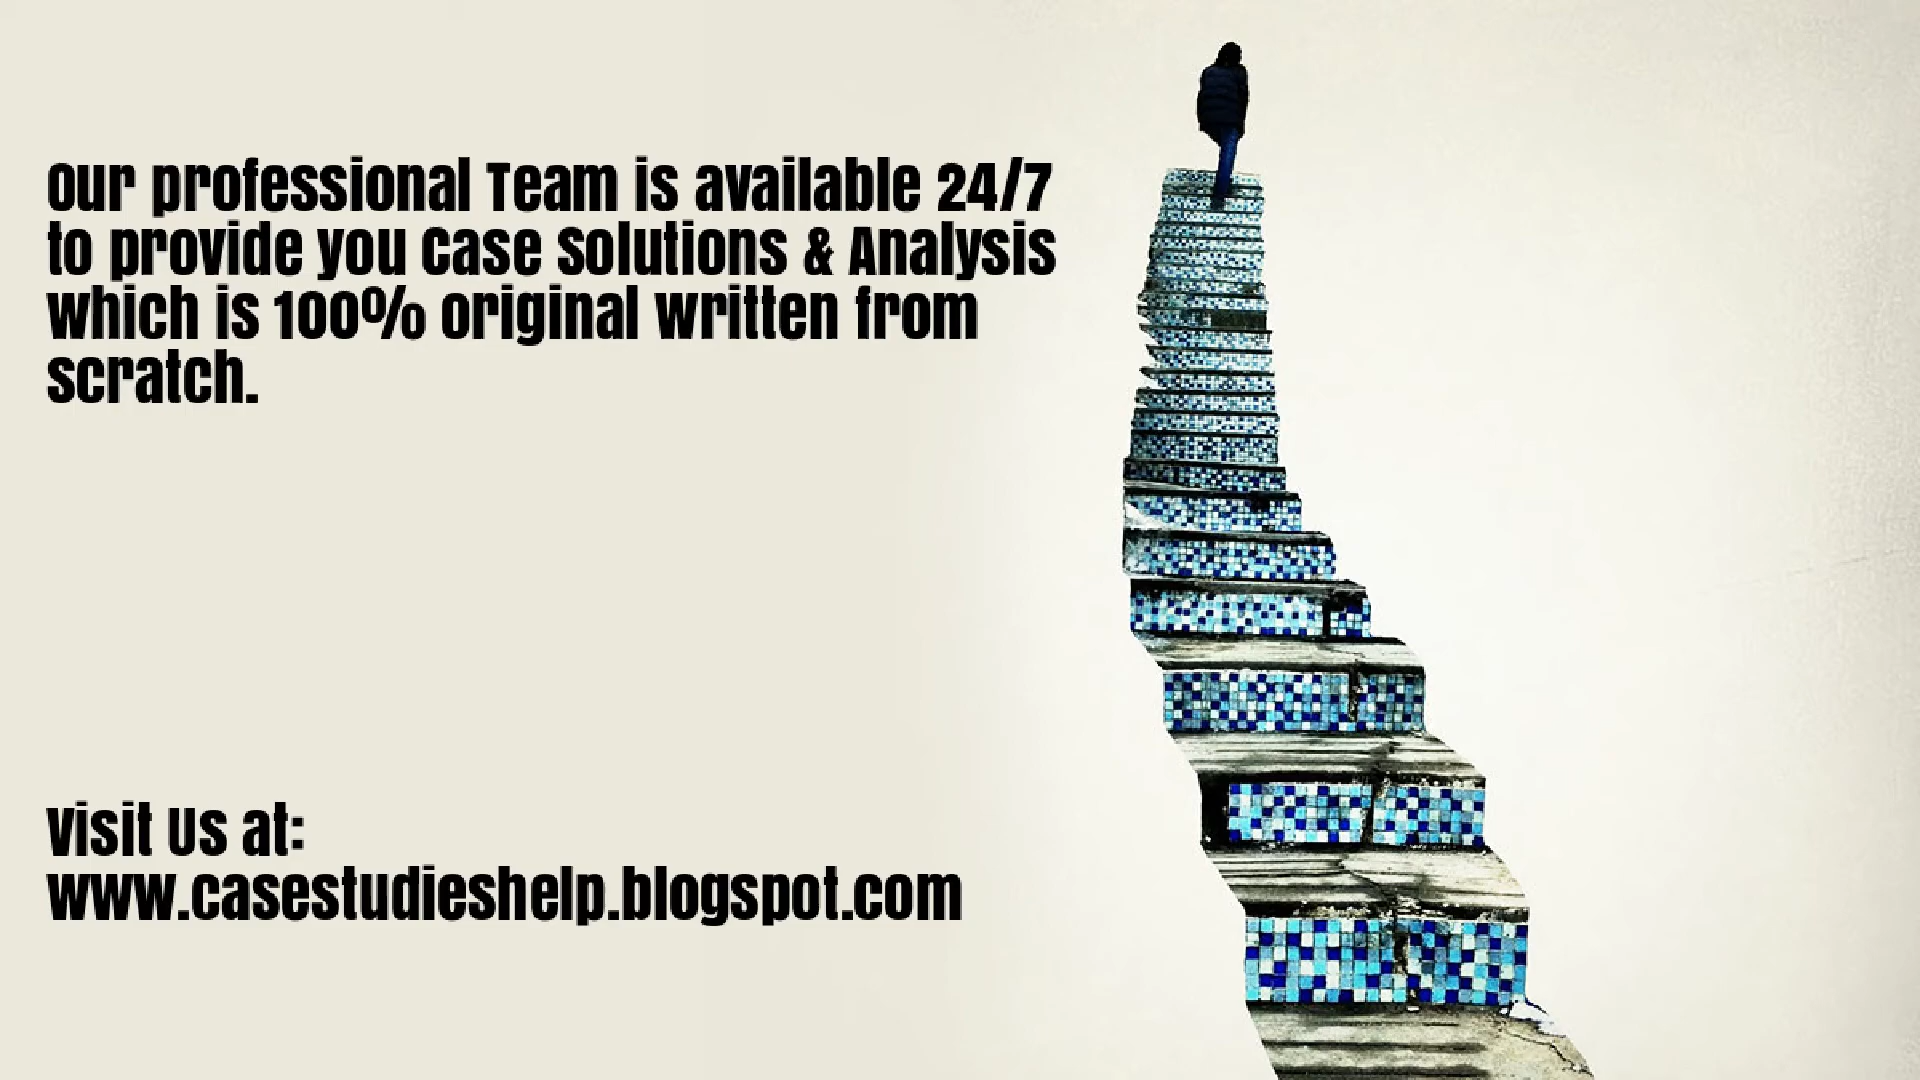 Our professional Team is available 24/7
to provide you Case Solutions & Analysis
which is 100% original written from
scratch.
Visit Us at:
www.casestudieshelp.blogspot.com